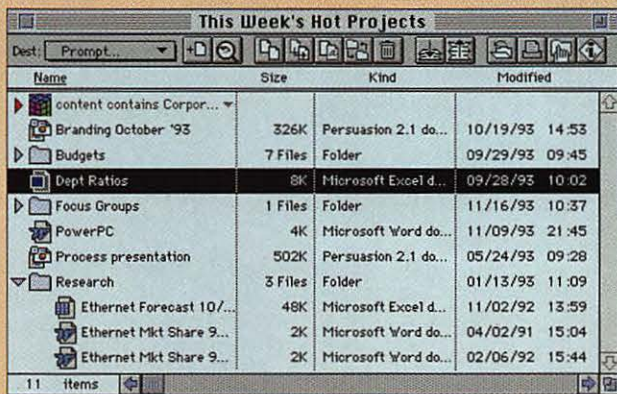 This Week's Hot Projects
Dest: Prompt...
Name Size Kind Modified
content contains Corpor...
Branding October '93 326K Persuasion 2.1 do... 10/19/93 14:53
Budgets 7 Files Folder 09/29/93 09:45
Dept Ratios 8K Microsoft Excel d... 09/28/93 10:02
Focus Groups 1 Files Folder 11/16/93 10:37
PowerPC 4K Microsoft Word do... 11/09/93 21:45
Process presentation 502K Persuasion 2.1 do... 05/24/93 09:28
Research 3 Files Folder 01/13/93 11:09
Ethernet Forecast 10/... 48K Microsoft Excel d... 11/02/92 13:59
Ethernet Mkt Share 9... 2K Microsoft Word do... 04/02/91 15:04
Ethernet Mkt Share 9... 2K Microsoft Word do... 02/06/92 15:44
11 items